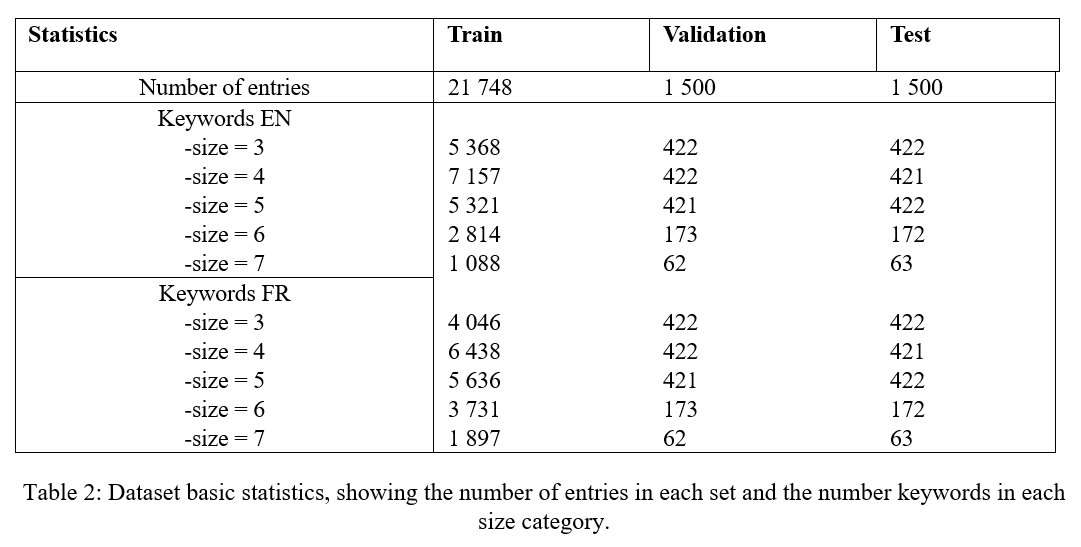 Statistics Train Validation Test
Number of entries 21 748 1 500 1 500
Keywords EN
-size = 3 5 368 422 422
-size = 4 7 157 422 421
-size = 5 5 321 421 422
-size = 6 2 814 173 172
-size = 7 1 088 62 63
Keywords FR
-size = 3 4 046 422 422
-size = 4 6 438 422 421
-size = 5 5 636 421 422
-size = 6 3 731 173 172
-size = 7 1 897 62 63
Table 2: Dataset basic statistics, showing the number of entries in each set and the number keywords in each
size category.